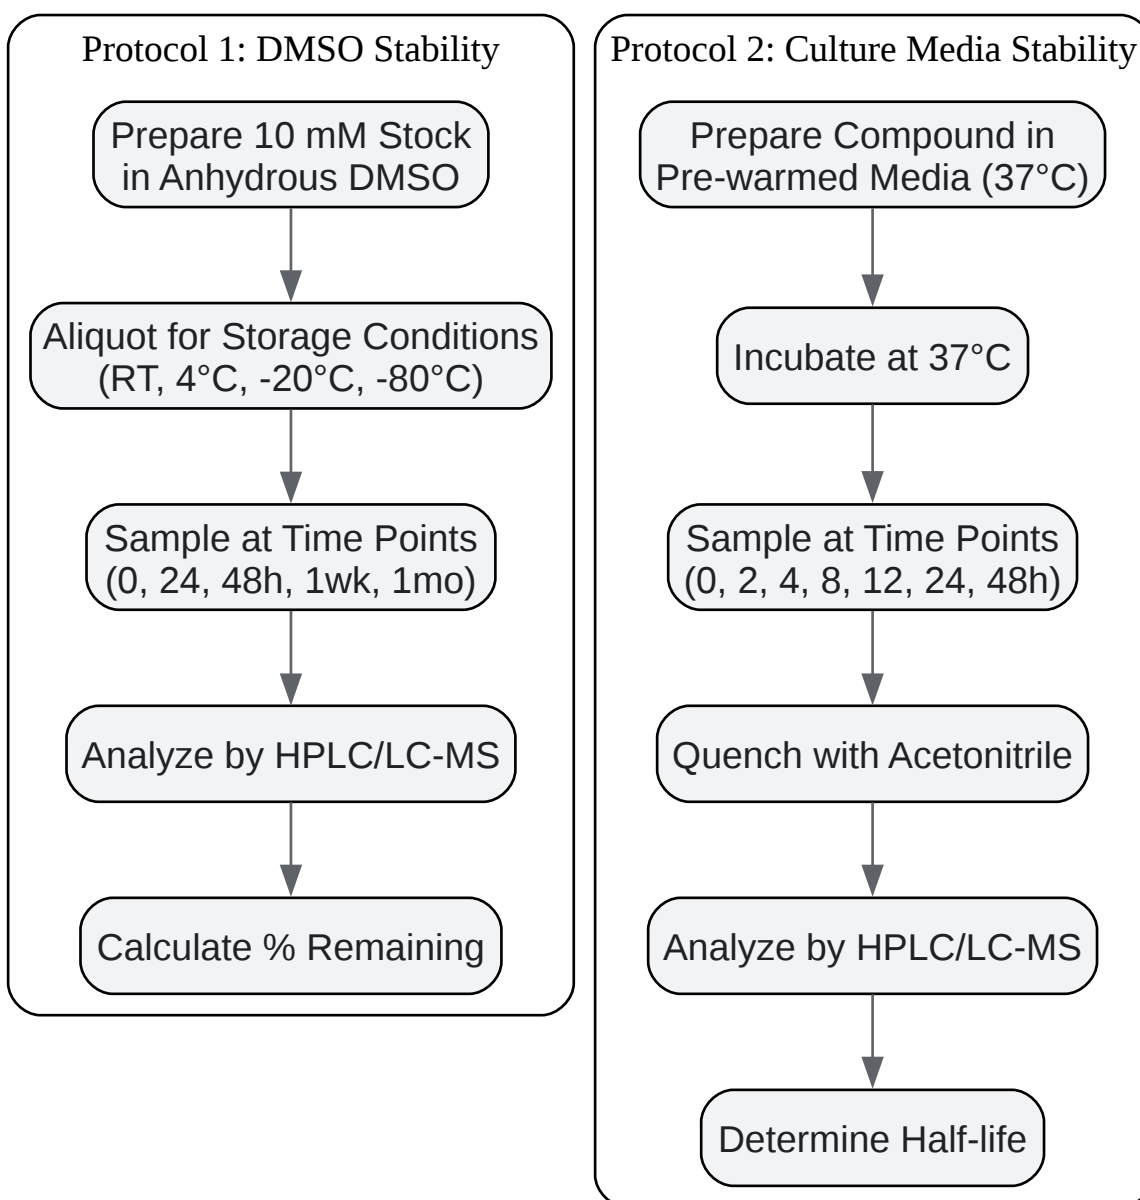 Protocol 1: DMSO Stability
Prepare 10 mM Stock
in Anhydrous DMSO
Aliquot for Storage Conditions
(RT, 4°C, -20°C, -80°C)
Sample at Time Points
(0, 24, 48h, 1wk, 1mo)
Analyze by HPLC/LC-MS
Calculate % Remaining
Protocol 2: Culture Media Stability
Prepare Compound in
Pre-warmed Media (37°C)
Incubate at 37°C
Sample at Time Points
(0, 2, 4, 8, 12, 24, 48h)
Quench with Acetonitrile
Analyze by HPLC/LC-MS
Determine Half-life